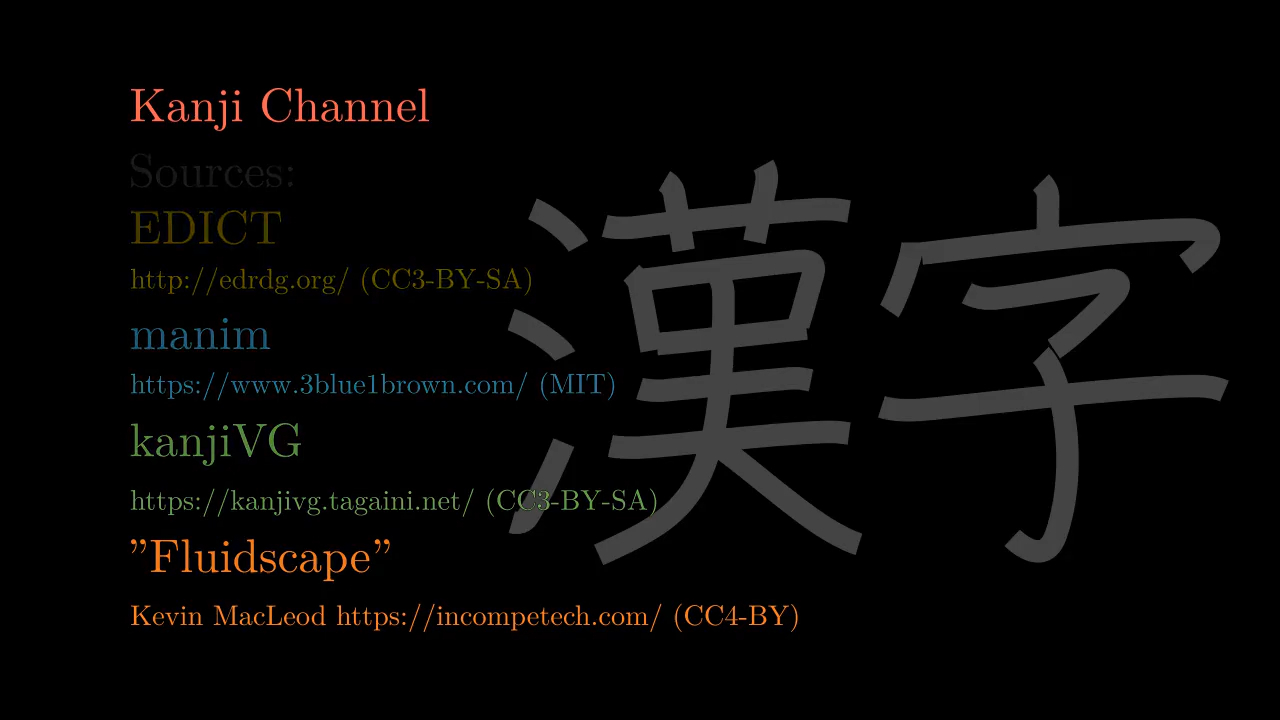 Kanji Channel
Sources:
EDICT
http://edrdg.org/ (CC3-BY-SA)
manim
https://www.3blue1brown.com/ (MIT)
kanjiVG
https://kanjivg.tagaini.net/ (CC3-BY-SA)
”Fluidscape”
Kevin MacLeod https://incompetech.com/ (CC4-BY)
漢字